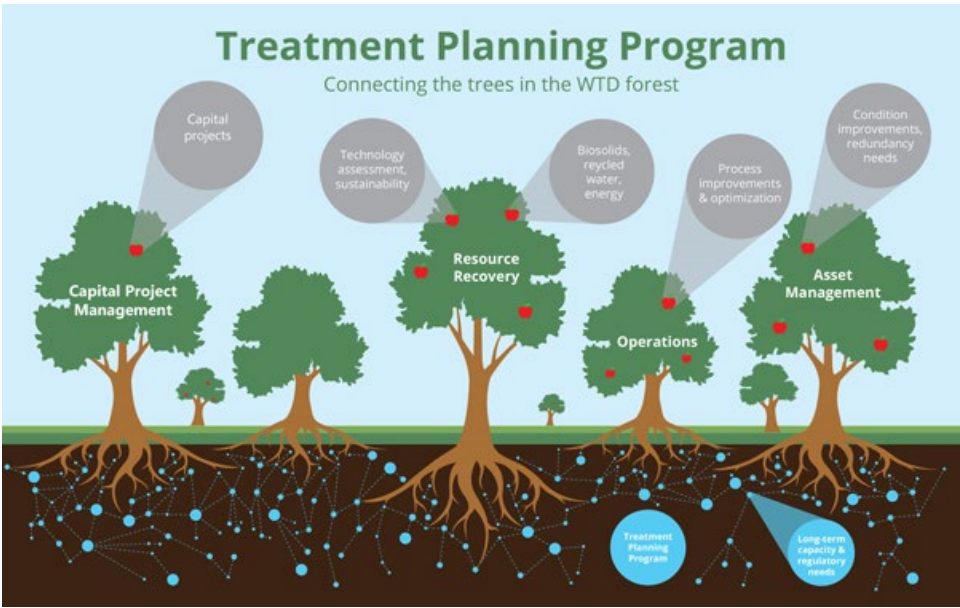 Treatment Planning Program
Connecting the trees in the WTD forest
Capital
projects
Technology
assessment,
sustainability
Biosolids,
reycled
water,
energy
Process
improvements
& optimization
Condition
improvements,
redundancy
needs
Capital Project
Management
Resource
Recovery
Operations
Asset
Management
Treatment
Planning
Program
Long-term
capacity &
regulatory
needs